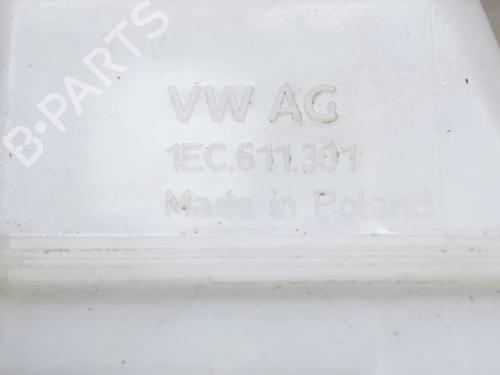 B-PARTS
VW AG
1EC.611.301
Made in Poland